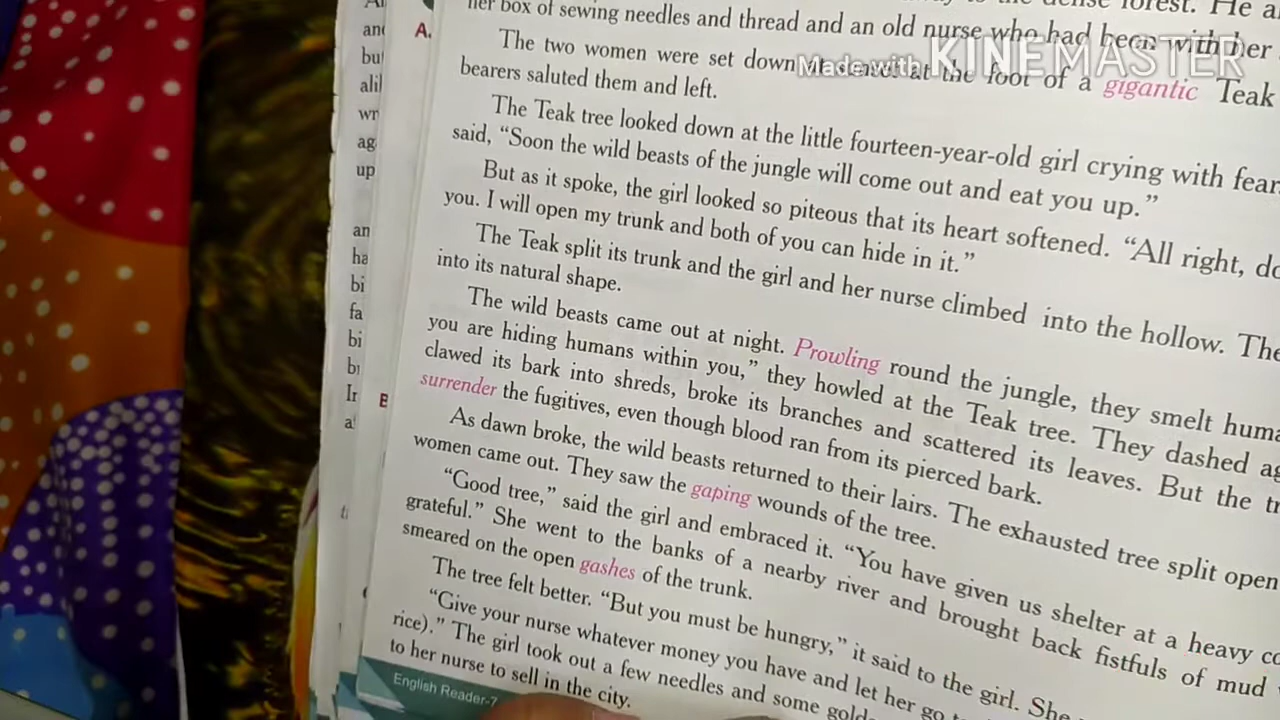 dense forest. He
her box of sewing needles and thread and an old nurse who had been with her
The two women were set down at the foot of a gigantic Teak
bearers saluted them and left.
The Teak tree looked down at the little fourteen-year-old girl crying with fear
said, “Soon the wild beasts of the jungle will come out and eat you up.”
But as it spoke, the girl looked so piteous that its heart softened. “All right, do
you. I will open my trunk and both of you can hide in it.”
The Teak split its trunk and the girl and her nurse climbed into the hollow. The
into its natural shape.
The wild beasts came out at night. Prowling round the jungle, they smelt huma
you are hiding humans within you,” they howled at the Teak tree. They dashed ag
clawed its bark into shreds, broke its branches and scattered its leaves. But the tr
surrender the fugitives, even though blood ran from its pierced bark.
As dawn broke, the wild beasts returned to their lairs. The exhausted tree split open
women came out. They saw the gaping wounds of the tree.
“Good tree,” said the girl and embraced it. “You have given us shelter at a heavy co
grateful.” She went to the banks of a nearby river and brought back fistfuls of mud
smeared on the open gashes of the trunk.
The tree felt better. “But you must be hungry,” it said to the girl. She
“Give your nurse whatever money you have and let her go
rice).” The girl took out a few needles and some gold
to her nurse to sell in the city.
English Reader-7
A.
B
an
bu
ali
wr
ag
up
an
ha
bi
fa
bi
br
In
a
Made with KINEMASTER